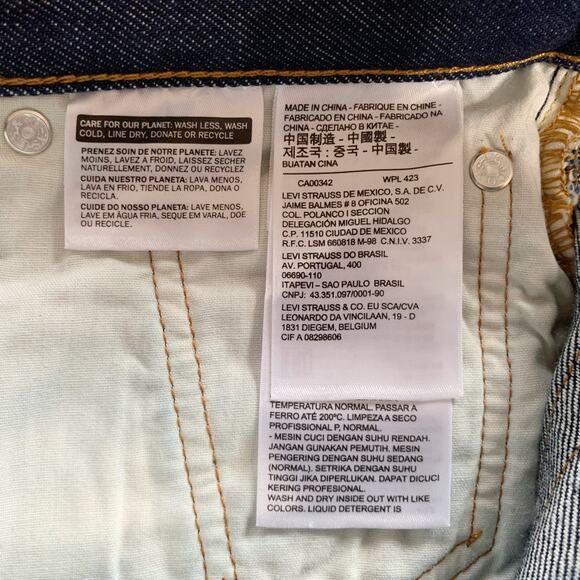 CARE FOR OUR PLANET: WASH LESS, WASH
COLD, LINE DRY, DONATE OR RECYCLE
PRENEZ SOIN DE NOTRE PLANETE: LAVEZ
MOINS, LAVEZ A FROID, LAISSEZ SECHER
NATURELLEMENT, DONNEZ OU RECYCLEZ
CUIDA NUESTRO PLANETA: LAVA MENOS,
LAVA EN FRIO, TIENDE LA ROPA, DONA O
RECICLA.
CUIDE DO NOSSO PLANETA: LAVE MENOS,
LAVE EM ÁGUA FRIA, SEQUE EM VARAL, DOE
OU RECICLE.
MADE IN CHINA - FABRIQUE EN CHINE -
FABRICADO EN CHINA - FABRICADO NA
CHINA - СДЕЛАНО В КИТАЕ -
中国制造 - 中國製 -
제조국 : 중국 - 中国製 -
BUATAN CINA
CA00342 WPL 423
LEVI STRAUSS DE MEXICO, S.A. DE C.V.
JAIME BALMES # 8 OFICINA 502
COL. POLANCO I SECCION
DELEGACIÓN MIGUEL HIDALGO
C.P. 11510 CIUDAD DE MEXICO
R.F.C. LSM 660818 M-98 C.N.I.V. 3337
LEVI STRAUSS DO BRASIL
AV. PORTUGAL, 400
06690-110
ITAPEVI - SAO PAULO BRASIL
CNPJ: 43.351.097/0001-90
LEVI STRAUSS & CO. EU SCA/CVA
LEONARDO DA VINCILAAN, 19 - D
1831 DIEGEM, BELGIUM
CIF A 08298606
TEMPERATURA NORMAL. PASSAR A
FERRO ATÉ 200ºC. LIMPEZA A SECO
PROFISSIONAL P, NORMAL.
- MESIN CUCI DENGAN SUHU RENDAH.
JANGAN GUNAKAN PEMUTIH. MESIN
PENGERING DENGAN SUHU SEDANG
(NORMAL). SETRIKA DENGAN SUHU
TINGGI JIKA DIPERLUKAN. DAPAT DICUCI
KERING PROFESIONAL.
WASH AND DRY INSIDE OUT WITH LIKE
COLORS. LIQUID DETERGENT IS